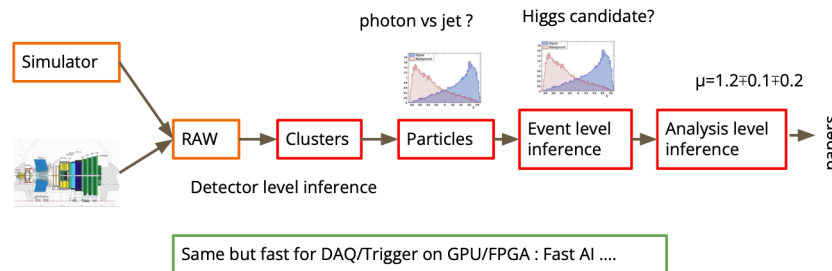 photon vs jet ?
Higgs candidate?
Simulator
μ=1.2∓0.1∓0.2
RAW
Clusters
Particles
Event level
inference
Analysis level
inference
papers
Detector level inference
Same but fast for DAQ/Trigger on GPU/FPGA : Fast AI ....